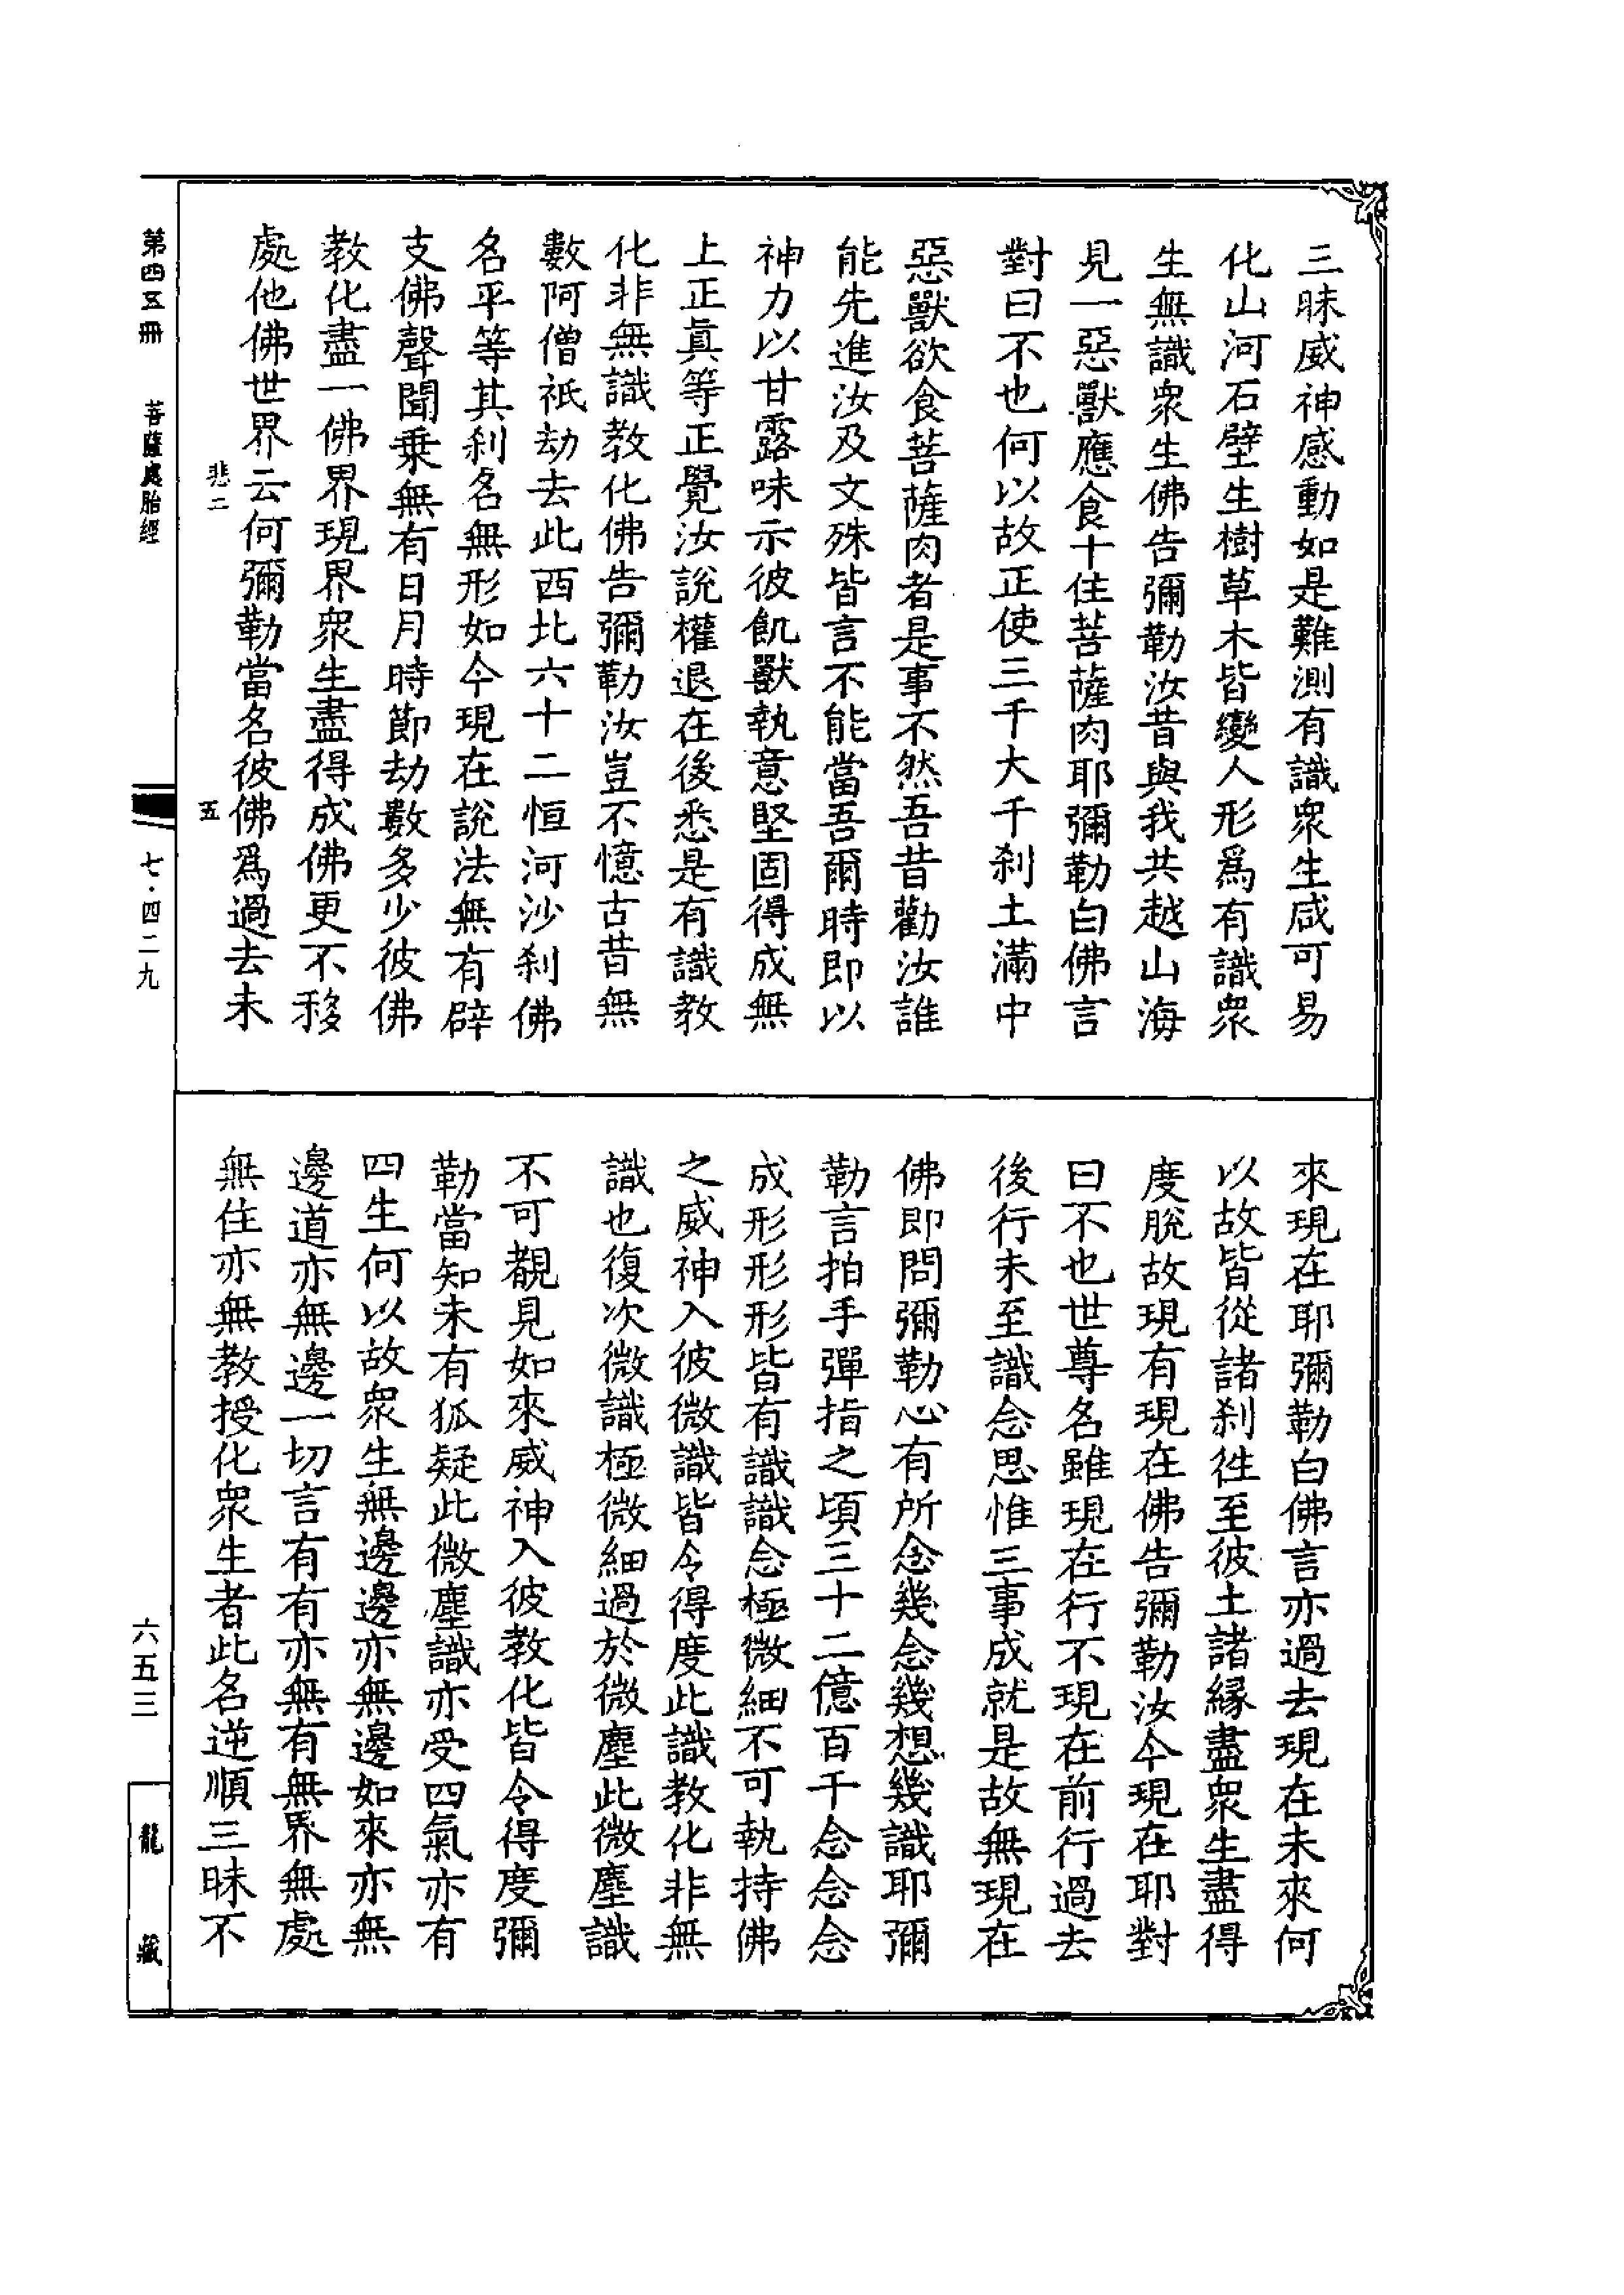 三昧威神感動如是難測有識衆生咸可易
化山河石壁生樹草木皆變人形爲有識衆
生無識衆生佛告彌勒汝昔與我共越山海
見一惡獸應食十住菩薩肉耶彌勒白佛言
對曰不也何以故正使三千大千刹土滿中
惡獸欲食菩薩肉者是事不然吾昔勸汝誰
能先進汝及文殊皆言不能當吾爾時即以
神力以甘露味示彼飢獸執意堅固得成無
上正眞等正覺汝說權退在後悉是有識教
化非無識教化佛告彌勒汝豈不憶古昔無
數阿僧祇劫去此西北六十二恒河沙刹佛
名平等其刹名無形如今現在說法無有辟
支佛聲聞乗無有日月時節劫數多少彼佛
教化盡一佛界現界衆生盡得成佛更不移
處他佛世界云何彌勒當名彼佛爲過去未
悲二
五
來現在耶彌勒白佛言亦過去現在未來何
以故皆從諸刹徃至彼土諸緣盡衆生盡得
度脫故現有現在佛告彌勒汝今現在耶對
曰不也世尊名雖現在行不現在前行過去
後行未至識念思惟三事成就是故無現在
佛即問彌勒心有所念幾念幾想幾識耶彌
勒言拍手彈指之頃三十二億百千念念念
成形形形皆有識識念極微細不可執持佛
之威神入彼微識皆令得度此識教化非無
識也復次微識極微細過於微塵此微塵識
不可覩見如來威神入彼教化皆令得度彌
勒當知未有狐疑此微塵識亦受四氣亦有
四生何以故衆生無邊邊亦無邊如來亦無
邊道亦無邊一切言有有亦無有無界無處
無住亦無教授化衆生者此名逆順三昧不
第四五冊
菩薩處胎經
七·四二九
六五三
龍藏